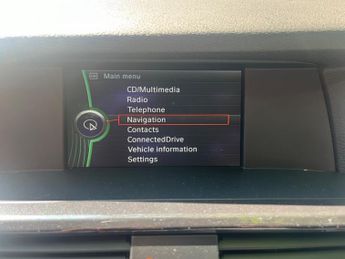 Main menu
CD/Multimedia
Radio
Telephone
Navigation
Contacts
ConnectedDrive
Vehicle information
Settings